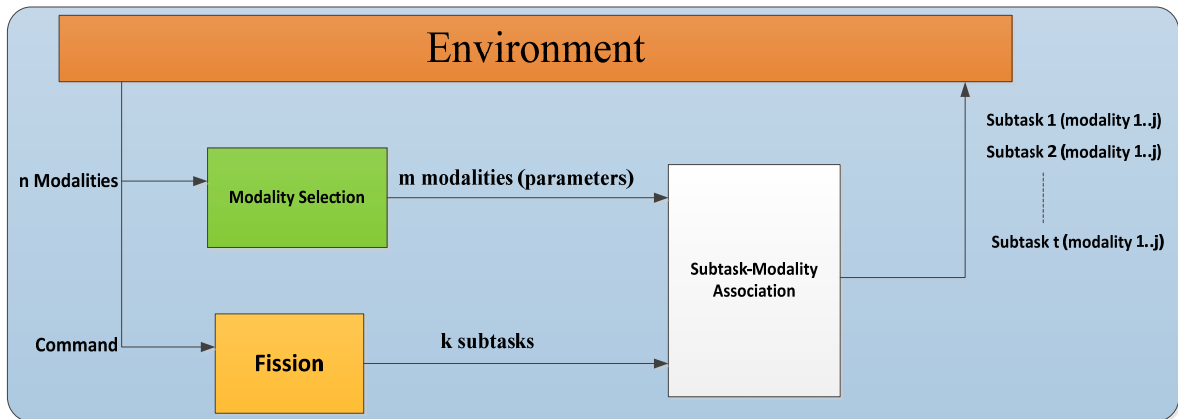 Environment
Subtask 1 (modality 1..j)
Subtask 2 (modality 1..j)
n Modalities
Modality Selection
m modalities (parameters)
Subtask t (modality 1..j)
Subtask-Modality
Association
Command
Fission
k subtasks